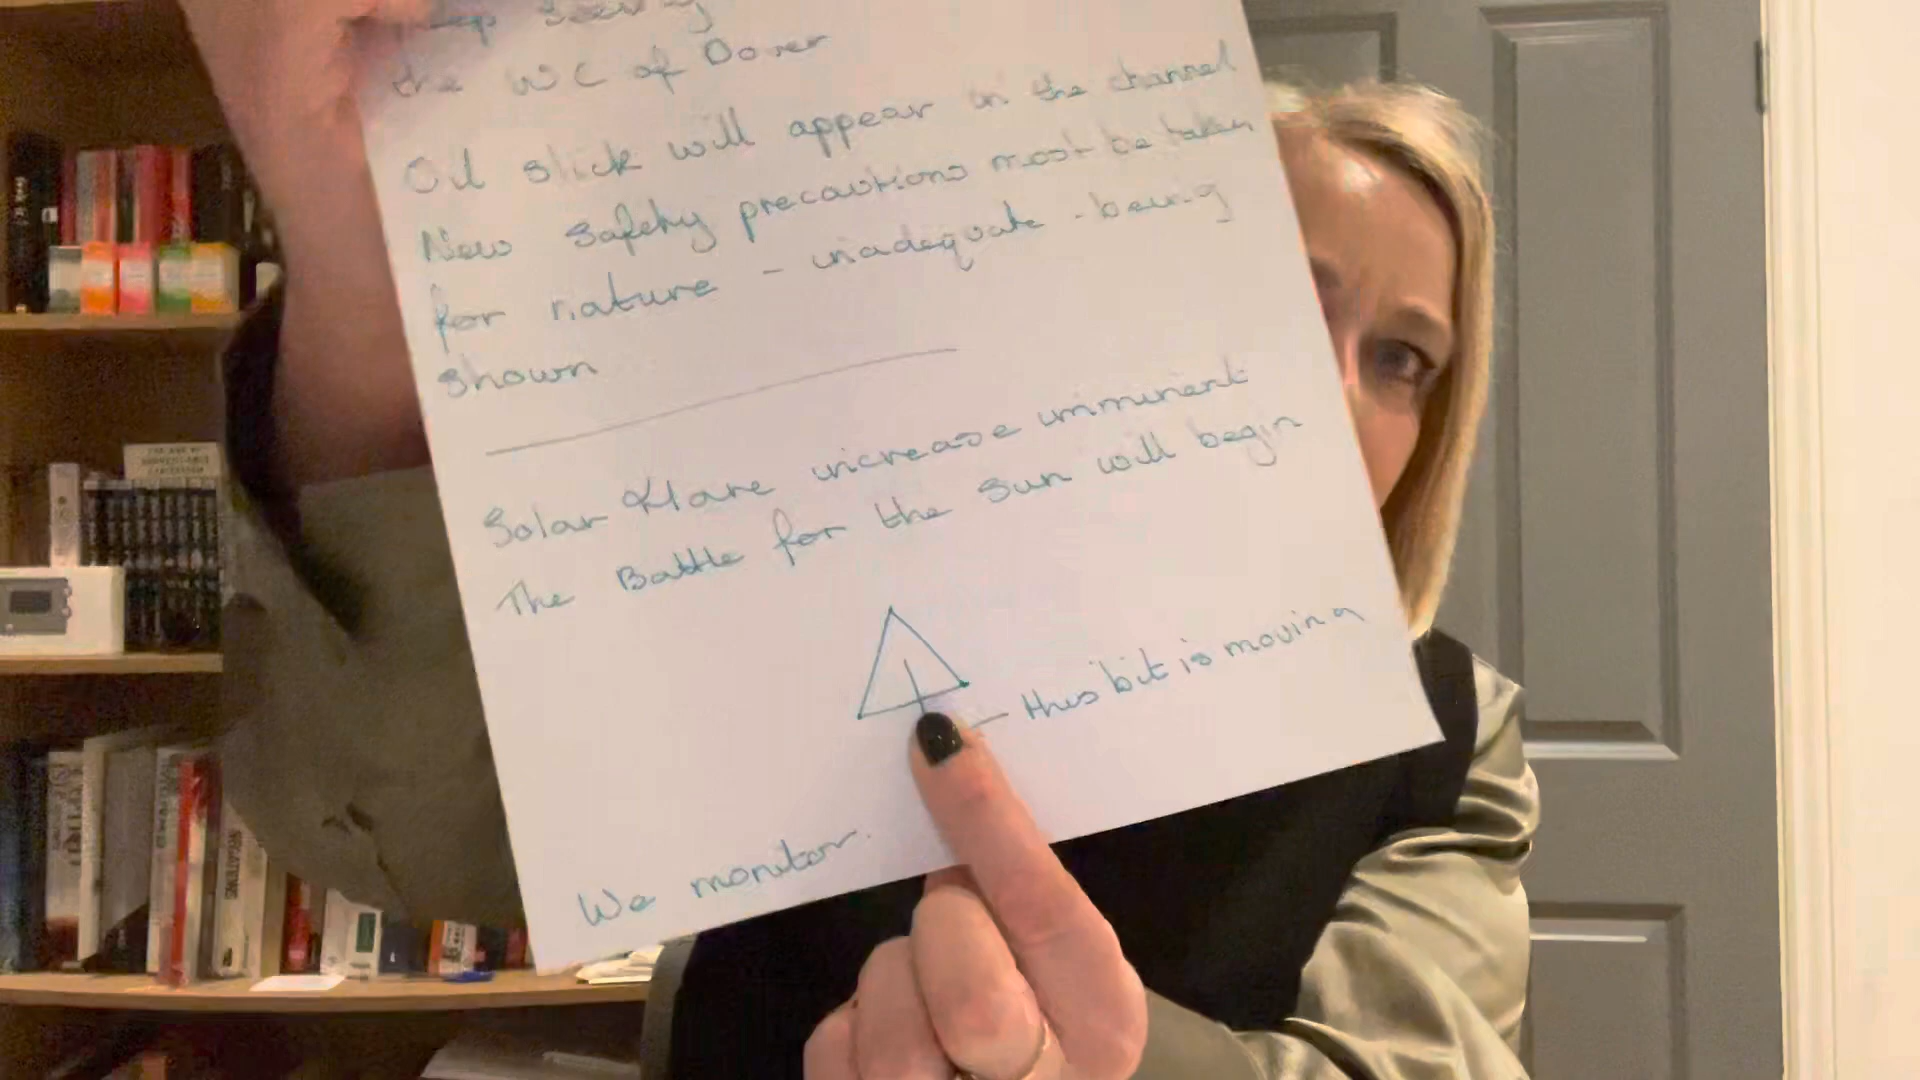 the WC of Dover
Oil slick will appear in the channel
New safety precautions must be taken
for nature - inadequate - being
shown
Solar flare increase imminent
The Battle for the Sun will begin
this bit is moving
We monitor.